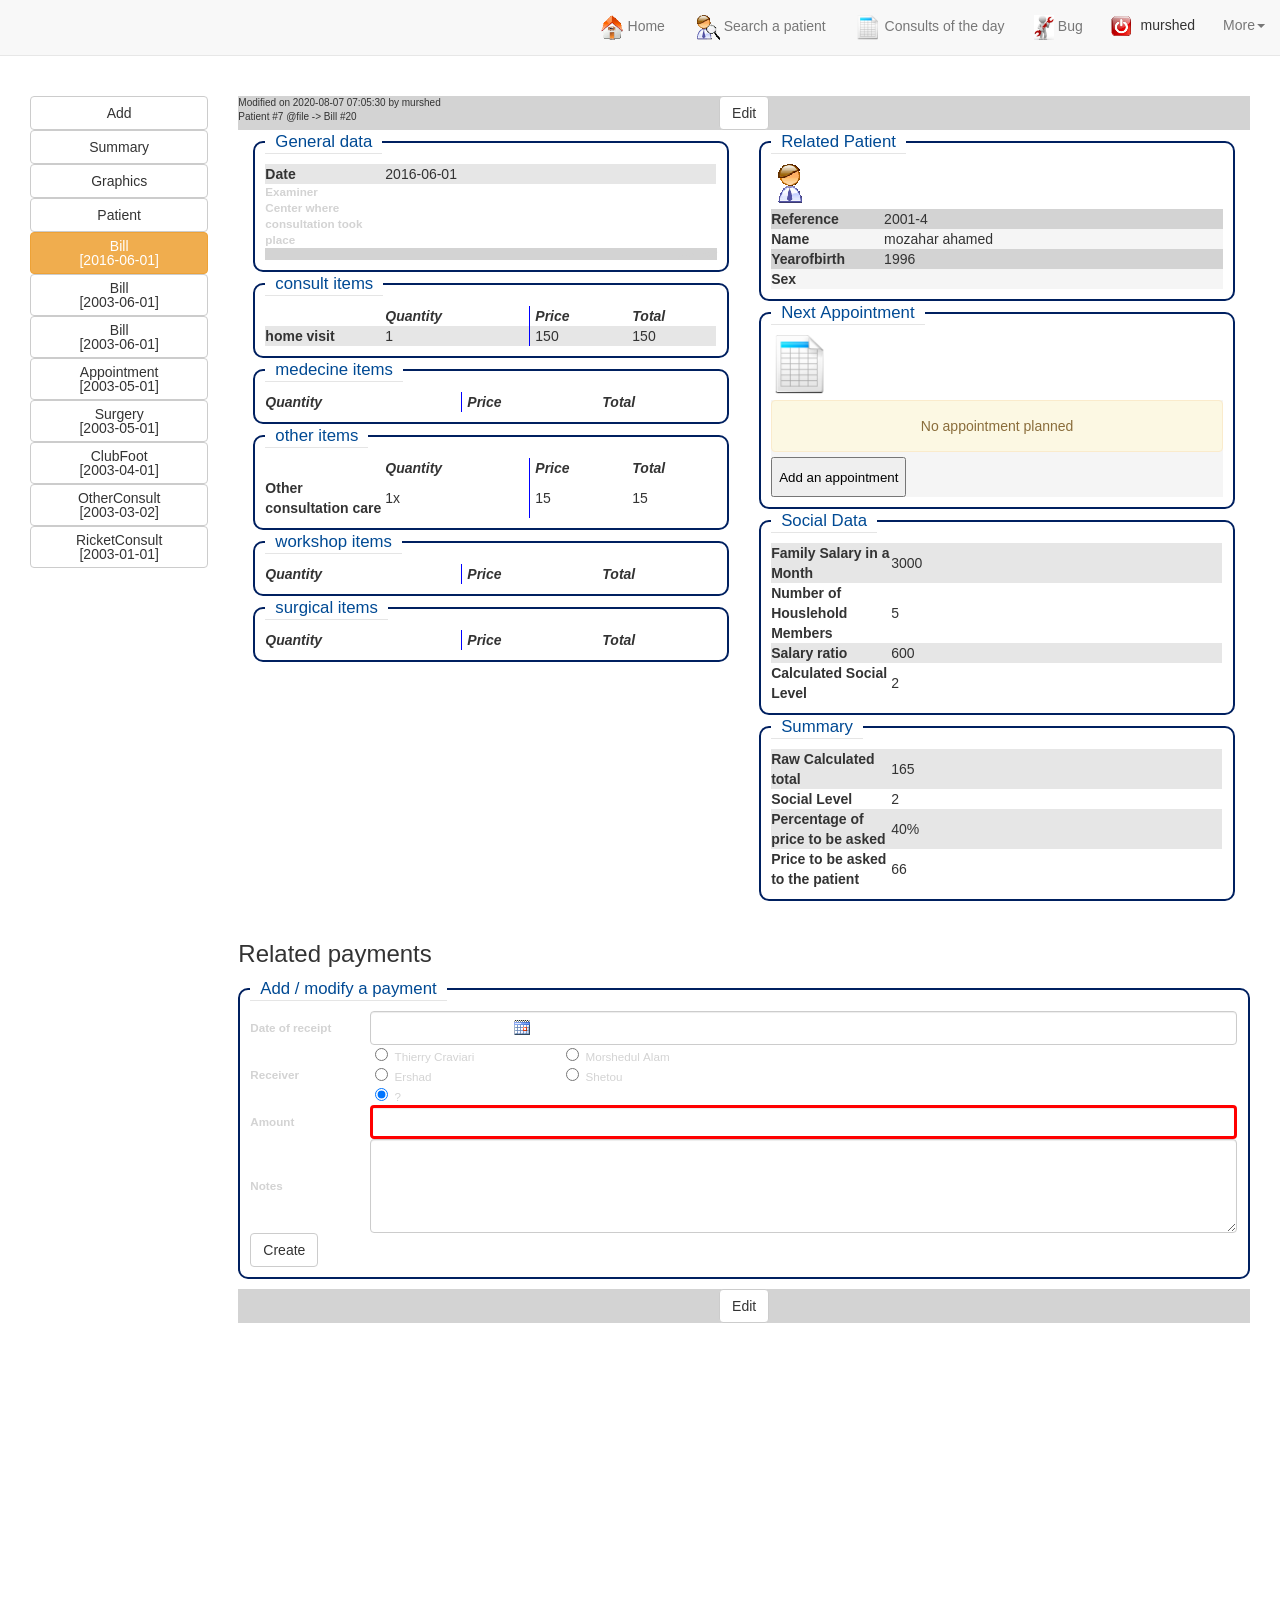 Home Search a patient Consults of the day Bug murshed More
Add
Summary
Graphics
Patient
Bill
[2016-06-01]
Bill
[2003-06-01]
Bill
[2003-06-01]
Appointment
[2003-05-01]
Surgery
[2003-05-01]
ClubFoot
[2003-04-01]
OtherConsult
[2003-03-02]
RicketConsult
[2003-01-01]
Modified on 2020-08-07 07:05:30 by murshed
Patient #7 @file -> Bill #20
Edit
General data
Date 2016-06-01
Examiner
Center where
consultation took
place
consult items
Quantity Price Total
home visit 1 150 150
medecine items
Quantity Price Total
other items
Quantity Price Total
Other
consultation care 1x 15 15
workshop items
Quantity Price Total
surgical items
Quantity Price Total
Related Patient
Reference 2001-4
Name mozahar ahamed
Yearofbirth 1996
Sex
Next Appointment
No appointment planned
Add an appointment
Social Data
Family Salary in a
Month 3000
Number of
Houslehold
Members 5
Salary ratio 600
Calculated Social
Level 2
Summary
Raw Calculated
total 165
Social Level 2
Percentage of
price to be asked 40%
Price to be asked
to the patient 66
Related payments
Add / modify a payment
Date of receipt
Receiver
Thierry Craviari Morshedul Alam
Ershad Shetou
?
Amount
Notes
Create
Edit